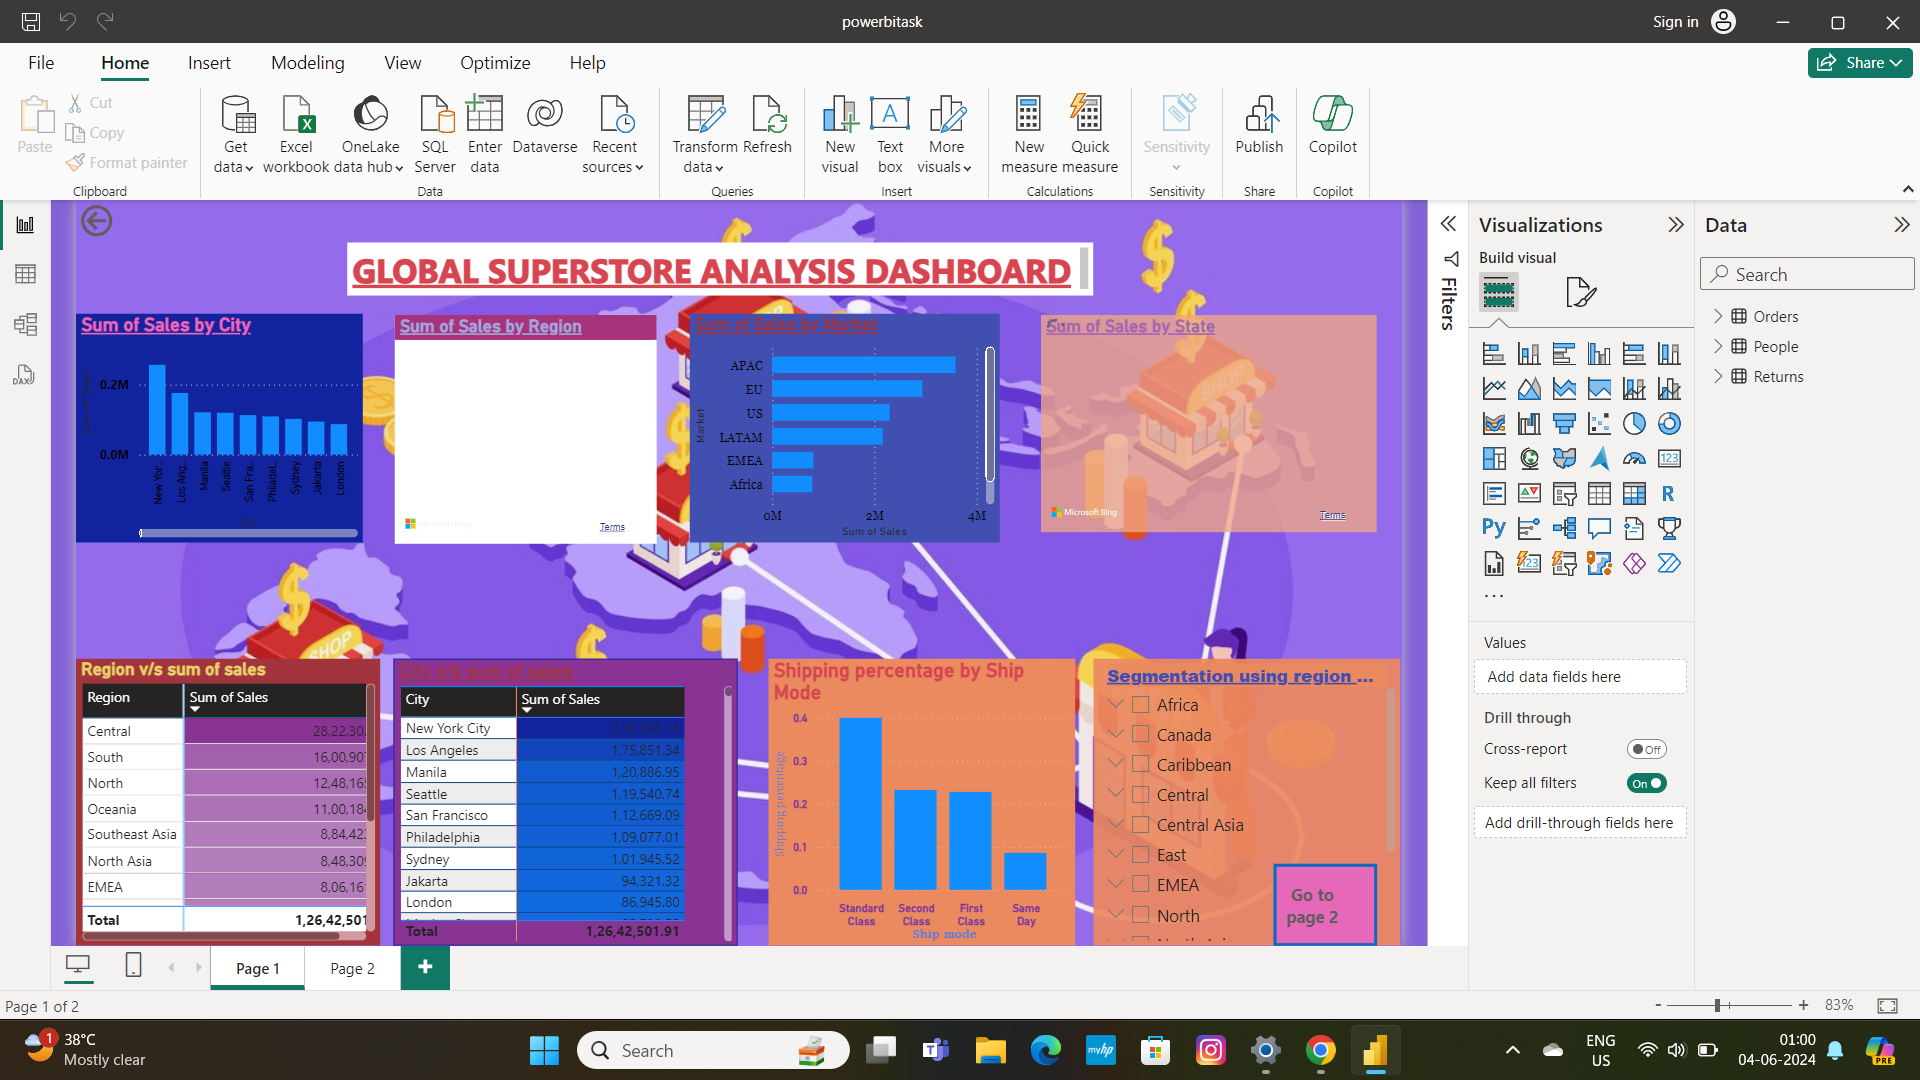 powerbitask
Sign in
File Home Insert Modeling View Optimize Help
Share
Paste
Cut
Copy
Format painter
Clipboard
Get data
Excel workbook
OneLake data hub
SQL Server
Enter data
Dataverse
Recent sources
Data
Transform data
Refresh
Queries
New visual
Text box
More visuals
Insert
New measure
Quick measure
Calculations
Sensitivity
Sensitivity
Publish
Share
Copilot
Copilot
GLOBAL SUPERSTORE ANALYSIS DASHBOARD
Sum of Sales by City
Sum of Sales
0.2M
0.0M
New Yor...
Los Ang...
Manila
Seattle
San Fra...
Philadel...
Sydney
Jakarta
London
City
Sum of Sales by Region
Microsoft Bing
Terms
Sum of Sales by Market
Market
APAC
EU
US
LATAM
EMEA
Africa
0M 2M 4M
Sum of Sales
Sum of Sales by State
Microsoft Bing
Terms
Region v/s sum of sales
Region Sum of Sales
Central 28,22,30
South 16,00,90
North 12,48,16
Oceania 11,00,18
Southeast Asia 8,84,42
North Asia 8,48,30
EMEA 8,06,16
Total 1,26,42,501
City v/s sum of sales
City Sum of Sales
New York City
Los Angeles 1,75,851.34
Manila 1,20,886.95
Seattle 1,19,540.74
San Francisco 1,12,669.09
Philadelphia 1,09,077.01
Sydney 1,01,945.52
Jakarta 94,321.32
London 86,945.80
Total 1,26,42,501.91
Shipping percentage by Ship
Mode
Shipping percentage
0.4
0.3
0.2
0.1
0.0
Standard Class
Second Class
First Class
Same Day
Ship mode
Segmentation using region ...
Africa
Canada
Caribbean
Central
Central Asia
East
EMEA
North
SHOP
SHOP
Go to
page 2
Filters
Visualizations
Build visual
123
R
Py
123
...
Values
Add data fields here
Drill through
Cross-report
Off
Keep all filters
On
Add drill-through fields here
Data
Search
Orders
People
Returns
DAX
Page 1
Page 2
+
Page 1 of 2
- + 83%
1
38°C
Mostly clear
Search
myhp
ENG
US
01:00
04-06-2024
PRE